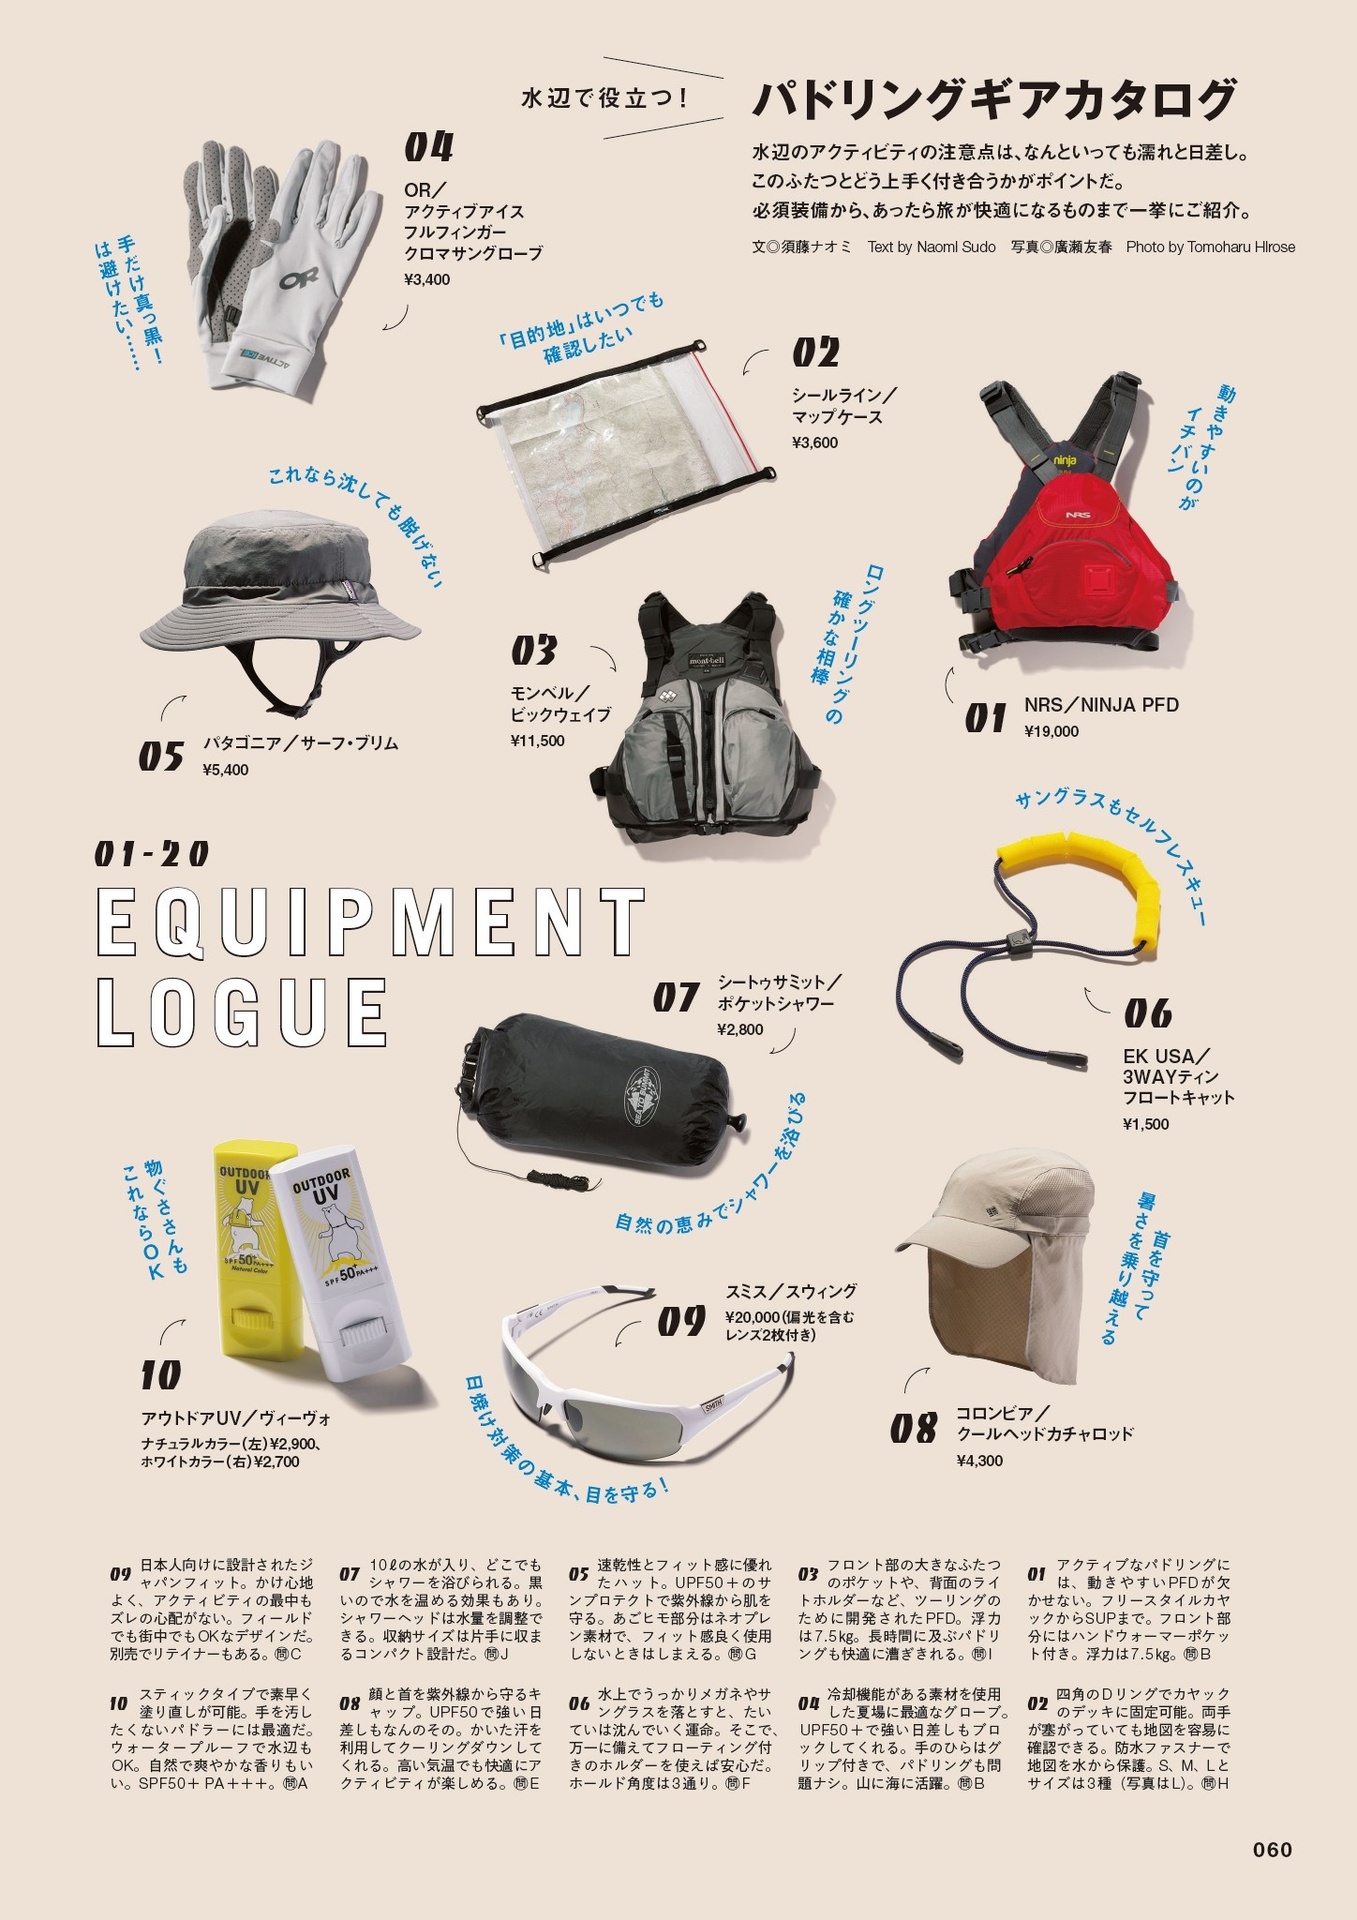 水辺で役立つ！
パドリングギアカタログ
水辺のアクティビティの注意点は、なんといっても濡れと日差し。
このふたつとどう上手く付き合うかがポイントだ。
必須装備から、あったら旅が快適になるものまで一挙にご紹介。
文◎須藤ナオミ　Text by NaomI Sudo　写真◎廣瀬友春　Photo by Tomoharu HIrose
04
OR／
アクティブアイス
フルフィンガー
クロマサングローブ
¥3,400
手だけ真っ黒！
は避けたい……
OR
ACTIVE ICE
「目的地」はいつでも
確認したい
02
シールライン／
マップケース
¥3,600
動きやすいのが
イチバン
ninja
NRS
01
NRS／NINJA PFD
¥19,000
これなら沈しても脱げない
05
パタゴニア／サーフ・ブリム
¥5,400
03
モンベル／
ビックウェイブ
¥11,500
ロングツーリングの
確かな相棒
mont-bell
01-20
EQUIPMENT
LOGUE
サングラスもセルフレスキュー
06
EK USA／
3WAYティン
フロートキャット
¥1,500
07
シートゥサミット／
ポケットシャワー
¥2,800
SEA TO SUMMIT
自然の恵みでシャワーを浴びる
物ぐささんも
これならOK
OUTDOOR
UV
SPF50+PA+++
Natural Color
OUTDOOR
UV
SPF50+PA+++
10
アウトドアUV／ヴィーヴォ
ナチュラルカラー（左）¥2,900、
ホワイトカラー（右）¥2,700
09
スミス／スウィング
¥20,000（偏光を含む
レンズ2枚付き）
SMITH
日焼け対策の基本、目を守る！
首を守って
暑さを乗り越える
08
コロンビア／
クールヘッドカチャロッド
¥4,300
01 アクティブなパドリングに
は、動きやすいPFDが欠
かせない。フリースタイルカヤ
ックからSUPまで。フロント部
分にはハンドウォーマーポケッ
ト付き。浮力は7.5kg。㉄B
02 四角のDリングでカヤック
のデッキに固定可能。両手
が塞がっていても地図を容易に
確認できる。防水ファスナーで
地図を水から保護。S、M、Lと
サイズは3種（写真はL）。㉄H
03 フロント部の大きなふたつ
のポケットや、背面のライ
トホルダーなど、ツーリングの
ために開発されたPFD。浮力
は7.5kg。長時間に及ぶパドリ
ングも快適に漕ぎきれる。㉄I
04 冷却機能がある素材を使用
した夏場に最適なグローブ。
UPF50＋で強い日差しもブロ
ックしてくれる。手のひらはグ
リップ付きで、パドリングも問
題ナシ。山に海に活躍。㉄B
05 速乾性とフィット感に優れ
たハット。UPF50＋のサ
ンプロテクトで紫外線から肌を
守る。あごヒモ部分はネオプレ
ン素材で、フィット感良く使用
しないときはしまえる。㉄G
06 水上でうっかりメガネやサ
ングラスを落とすと、たい
ていは沈んでいく運命。そこで、
万一に備えてフローティング付
きのホルダーを使えば安心だ。
ホールド角度は3通り。㉄F
07 10ℓの水が入り、どこでも
シャワーを浴びられる。黒
いので水を温める効果もあり。
シャワーヘッドは水量を調整で
きる。収納サイズは片手に収ま
るコンパクト設計だ。㉄J
08 顔と首を紫外線から守るキ
ャップ。UPF50で強い日
差しもなんのその。かいた汗を
利用してクーリングダウンして
くれる。高い気温でも快適にア
クティビティが楽しめる。㉄E
09 日本人向けに設計されたジ
ャパンフィット。かけ心地
よく、アクティビティの最中も
ズレの心配がない。フィールド
でも街中でもOKなデザインだ。
別売でリテイナーもある。㉄C
10 スティックタイプで素早く
塗り直しが可能。手を汚し
たくないパドラーには最適だ。
ウォータープルーフで水辺も
OK。自然で爽やかな香りもい
い。SPF50＋ PA＋＋＋。㉄A
060